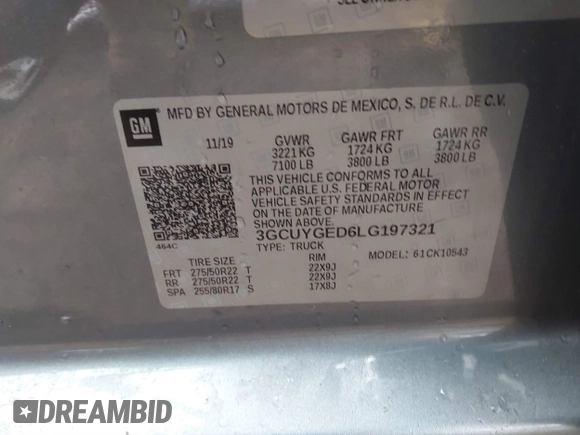 GM
MFD BY GENERAL MOTORS DE MEXICO, S. DE R.L. DE C.V.
11/19 GVWR GAWR FRT GAWR RR
3221 KG 1724 KG 1724 KG
7100 LB 3800 LB 3800 LB
THIS VEHICLE CONFORMS TO ALL
APPLICABLE U.S. FEDERAL MOTOR
VEHICLE SAFETY STANDARDS IN
EFFECT ON THE DATE OF MANUFACTURE
SHOWN ABOVE.
464C 3GCUYGED6LG197321
TYPE: TRUCK MODEL: 61CK10543
TIRE SIZE RIM
FRT 275/50R22 T 22X9J
RR 275/50R22 T 22X9J
SPA 255/80R17 S 17X8J
DREAMBID